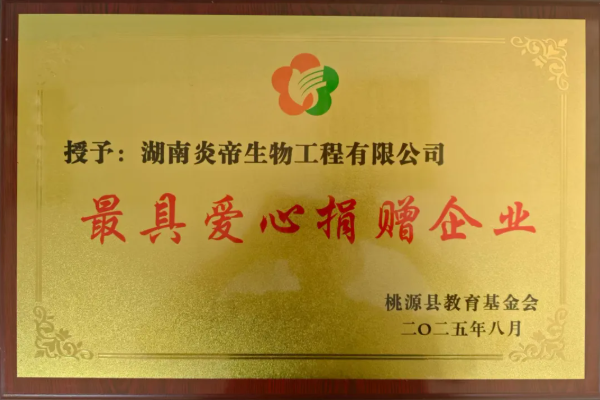 授予：湖南炎帝生物工程有限公司
最具爱心捐赠企业
桃源县教育基金会
二〇二五年八月